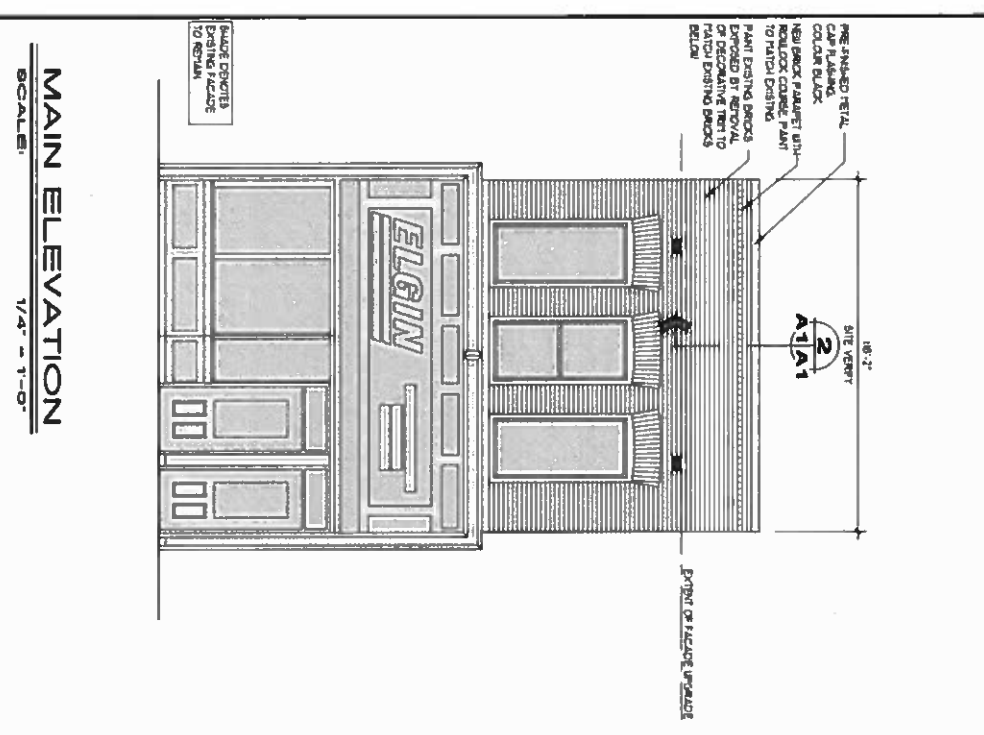 PRE-FINISHED METAL
CAP FLASHING
COLOUR BLACK
NEW BRICK PARAPET WITH
ROWLOCK COURSE. PAINT
TO MATCH EXISTING
PAINT EXISTING BRICKS
EXPOSED BY REMOVAL
OF DECORATIVE TRIM TO
MATCH EXISTING BRICKS
BELOW
SITE VERIFY
2
A1 A1
EXTENT OF FACADE UPGRADE
ELGIN
SHADE DENOTES
EXISTING FACADE
TO REMAIN
MAIN ELEVATION
SCALE: 1/4" = 1'-0"